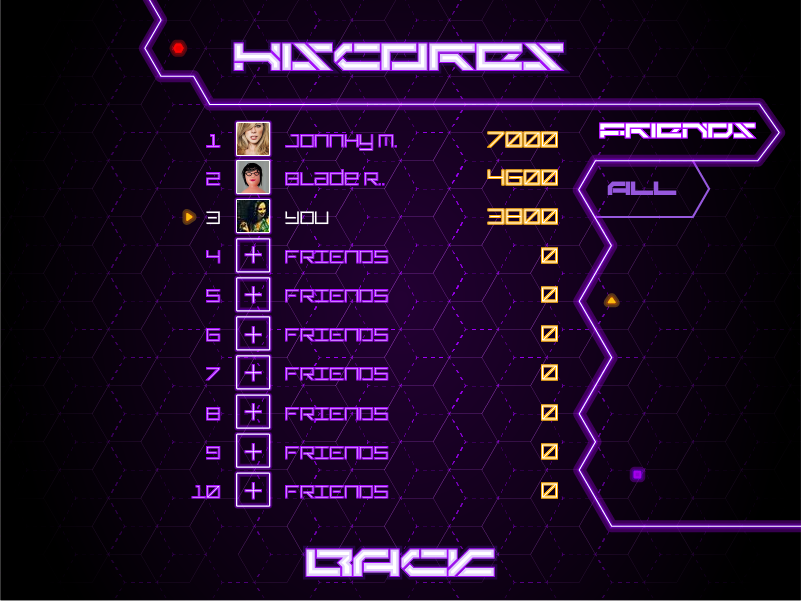 HISCORES
FRIENDS
ALL
1 JONNHY M. 7000
2 BLADE R.. 4600
3 YOU 3800
4 FRIENDS 0
5 FRIENDS 0
6 FRIENDS 0
7 FRIENDS 0
8 FRIENDS 0
9 FRIENDS 0
10 FRIENDS 0
BACK